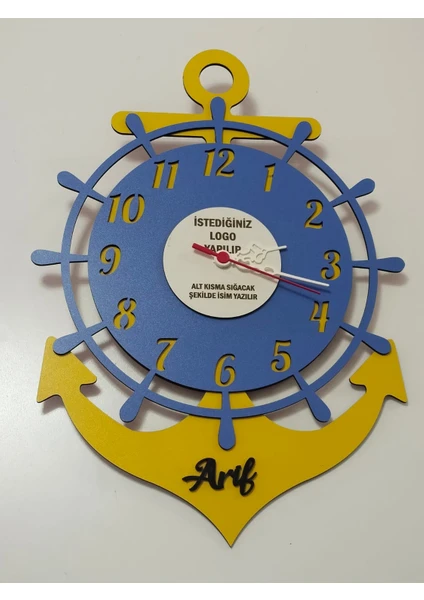 12
1
2
3
4
5
6
7
8
9
10
11
İSTEDİĞİNİZ
LOGO
YAPILIP
ALT KISMA SIĞACAK
ŞEKİLDE İSİM YAZILIR
Arif